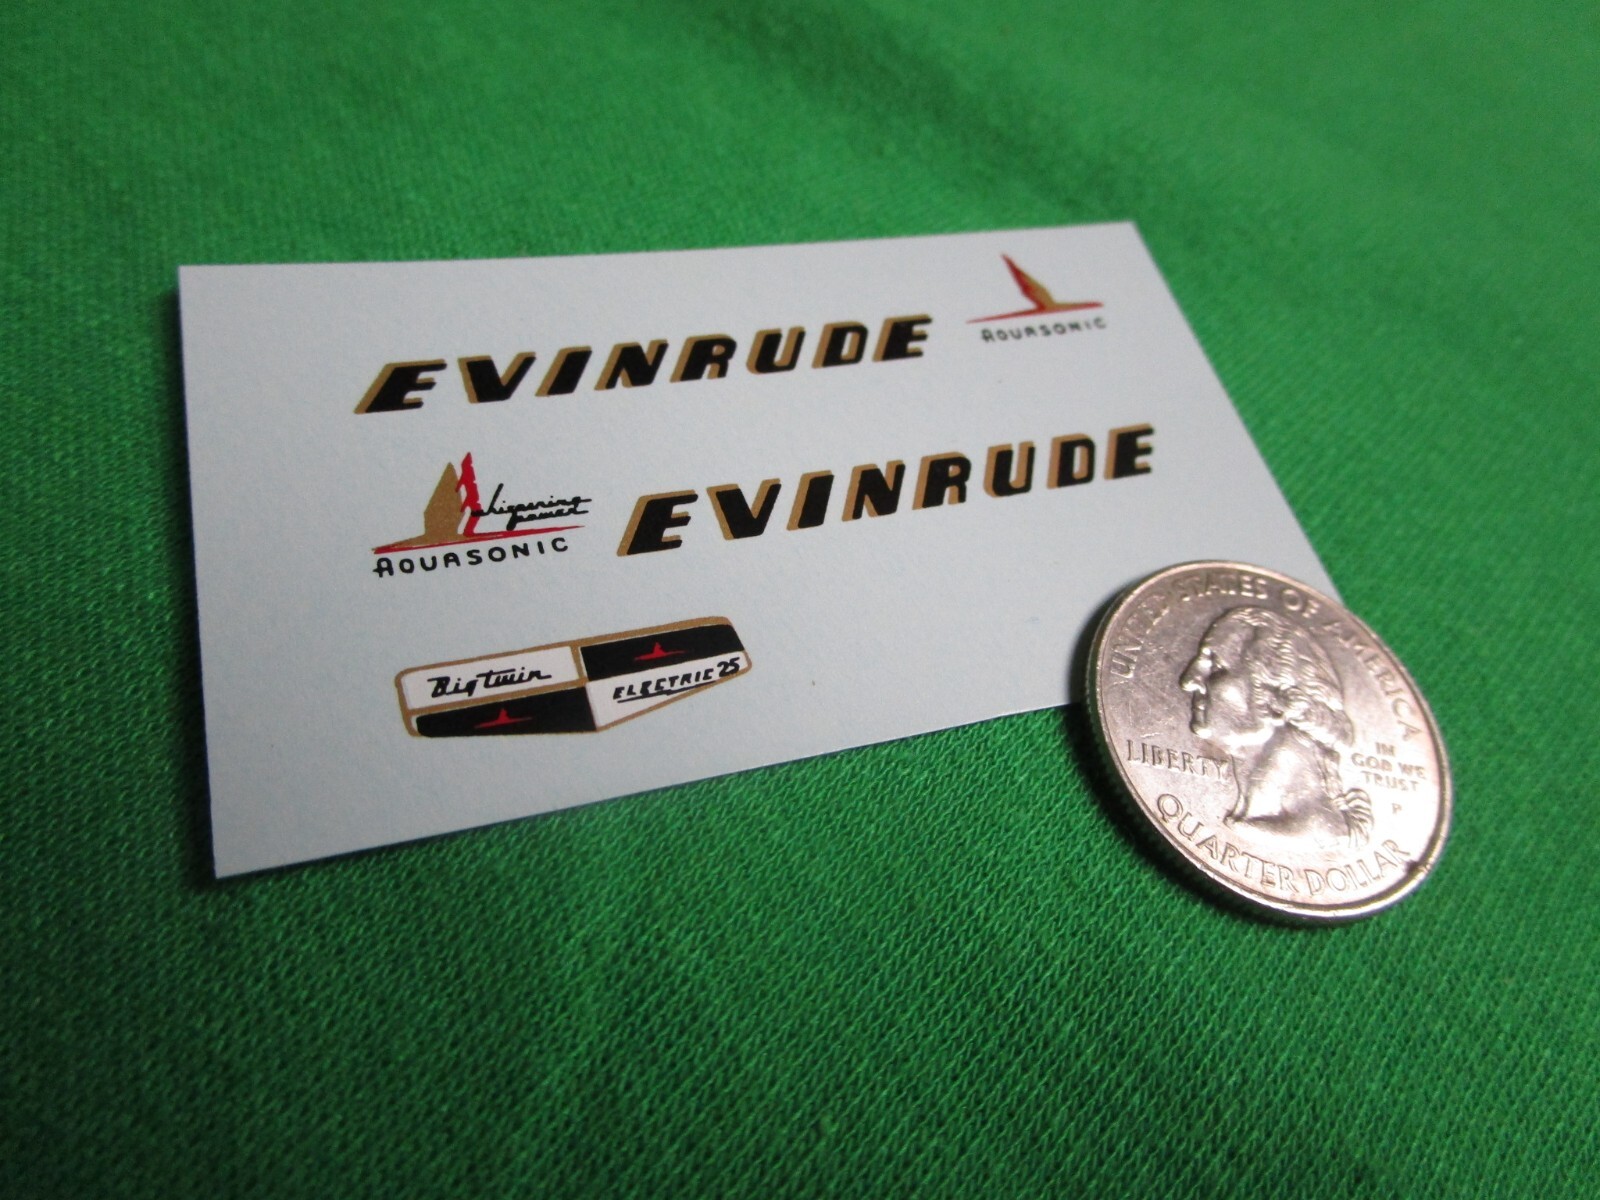 EVINRUDE
AQUASONIC
Whispering
power
AQUASONIC
EVINRUDE
Big Twin
ELECTRIC 25
UNITED STATES OF AMERICA
LIBERTY
IN
GOD WE
TRUST
P
QUARTER DOLLAR